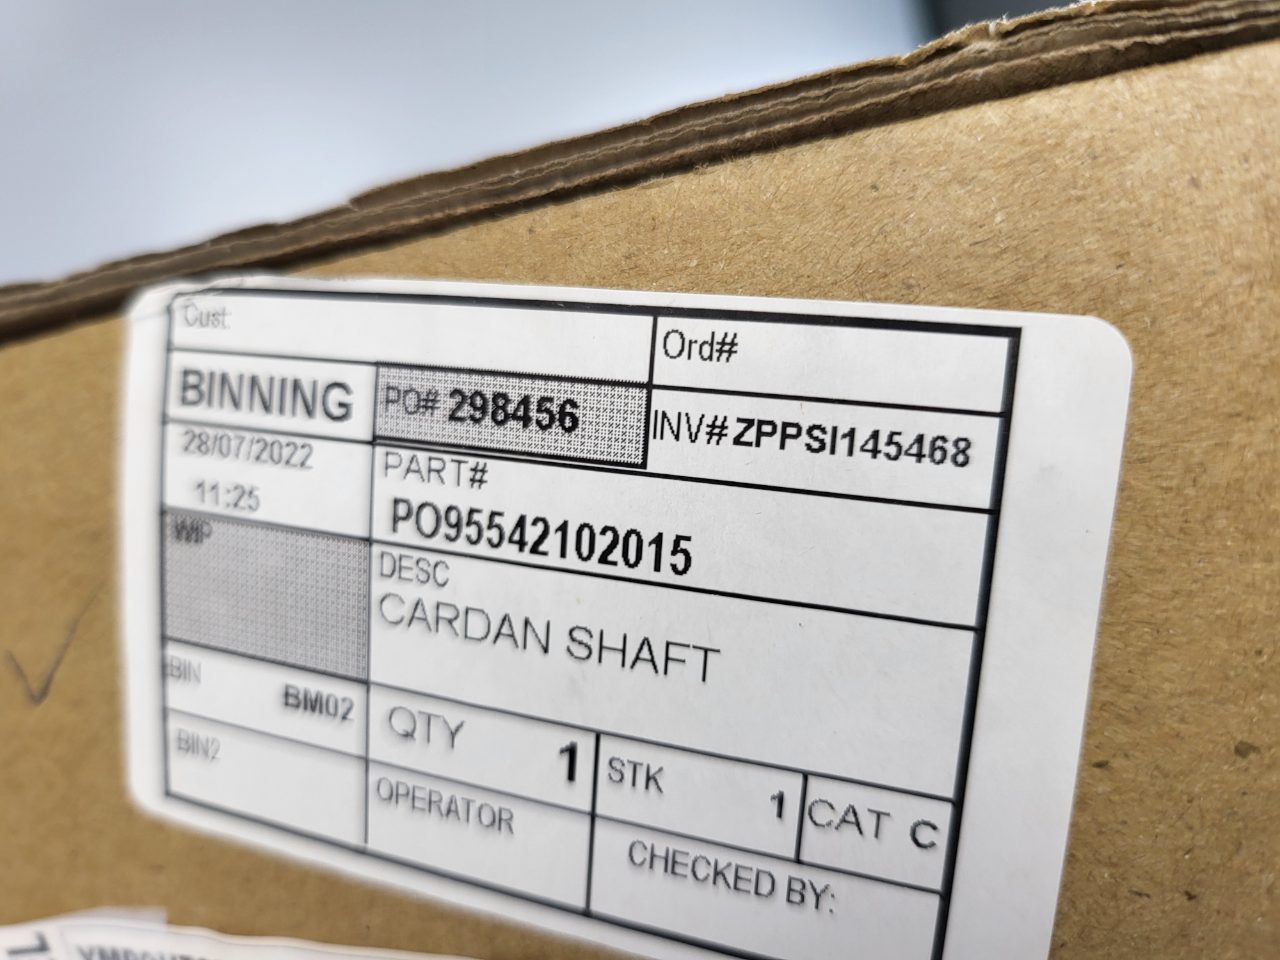 Cust:
Ord#
BINNING
PO# 298456
INV# ZPPSI145468
28/07/2022
11:25
PART#
PO95542102015
WIP
DESC
CARDAN SHAFT
BIN
BM02
QTY 1
STK 1
CAT C
BIN2
OPERATOR
CHECKED BY: